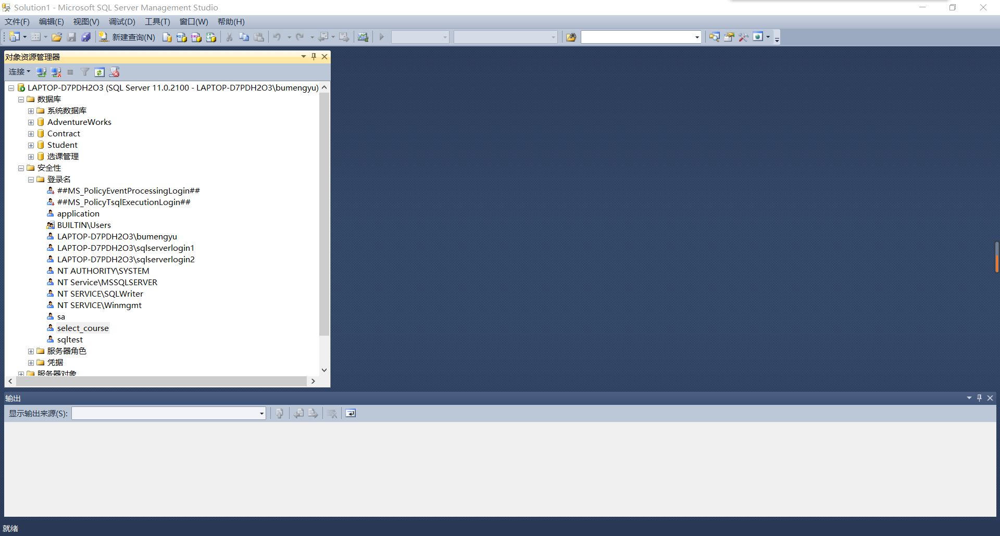 Solution1 - Microsoft SQL Server Management Studio
文件(F) 编辑(E) 视图(V) 调试(D) 工具(T) 窗口(W) 帮助(H)
新建查询(N)
对象资源管理器
连接
LAPTOP-D7PDH2O3 (SQL Server 11.0.2100 - LAPTOP-D7PDH2O3\bumengyu)
数据库
系统数据库
AdventureWorks
Contract
Student
选课管理
安全性
登录名
##MS_PolicyEventProcessingLogin##
##MS_PolicyTsqlExecutionLogin##
application
BUILTIN\Users
LAPTOP-D7PDH2O3\bumengyu
LAPTOP-D7PDH2O3\sqlserverlogin1
LAPTOP-D7PDH2O3\sqlserverlogin2
NT AUTHORITY\SYSTEM
NT Service\MSSQLSERVER
NT SERVICE\SQLWriter
NT SERVICE\Winmgmt
sa
select_course
sqltest
服务器角色
凭据
服务器对象
输出
显示输出来源(S):
就绪